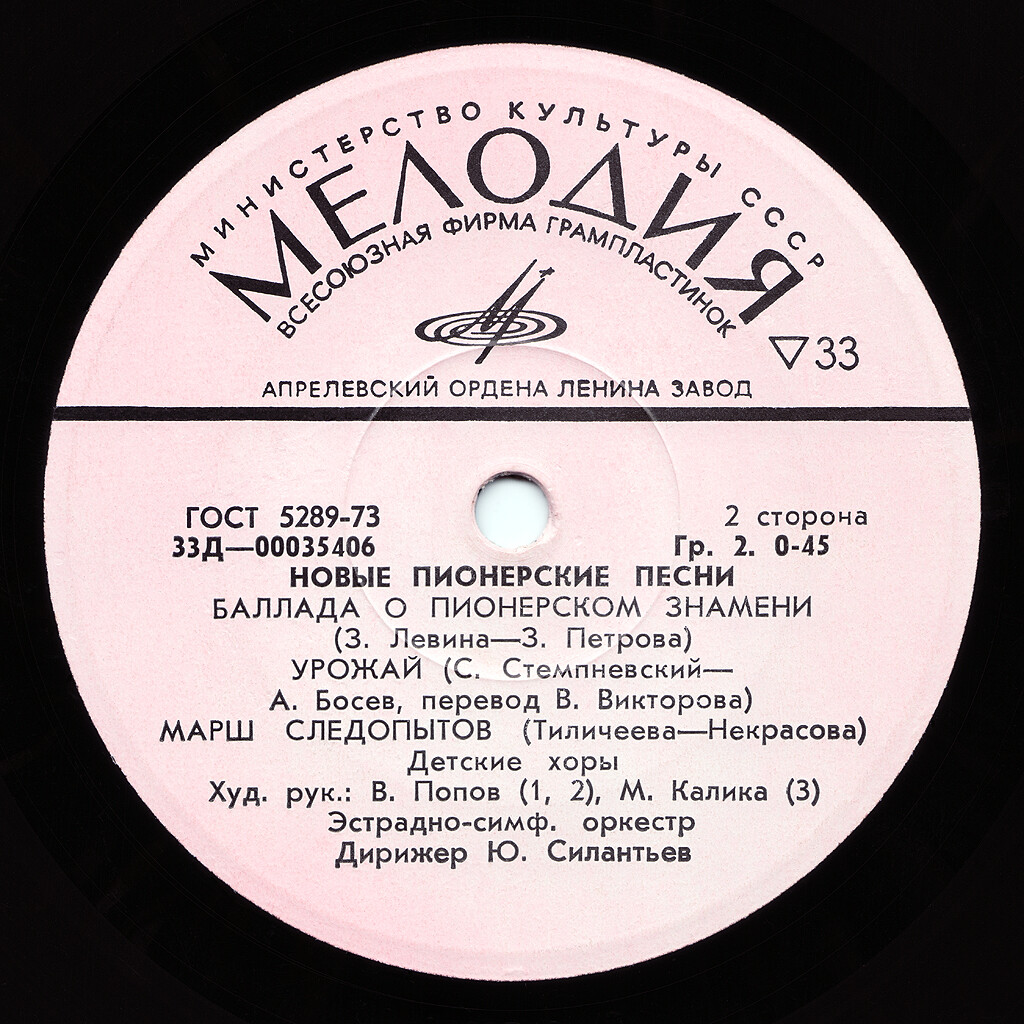 МИНИСТЕРСТВО КУЛЬТУРЫ СССР
МЕЛОДИЯ
ВСЕСОЮЗНАЯ ФИРМА ГРАМПЛАСТИНОК
М
▽33
АПРЕЛЕВСКИЙ ОРДЕНА ЛЕНИНА ЗАВОД
ГОСТ 5289-73 2 сторона
33Д—00035406 Гр. 2. 0-45
НОВЫЕ ПИОНЕРСКИЕ ПЕСНИ
БАЛЛАДА О ПИОНЕРСКОМ ЗНАМЕНИ
(З. Левина—З. Петрова)
УРОЖАЙ (С. Стемпневский—
А. Босев, перевод В. Викторова)
МАРШ СЛЕДОПЫТОВ (Тиличеева—Некрасова)
Детские хоры
Худ. рук.: В. Попов (1, 2), М. Калика (3)
Эстрадно-симф. оркестр
Дирижер Ю. Силантьев